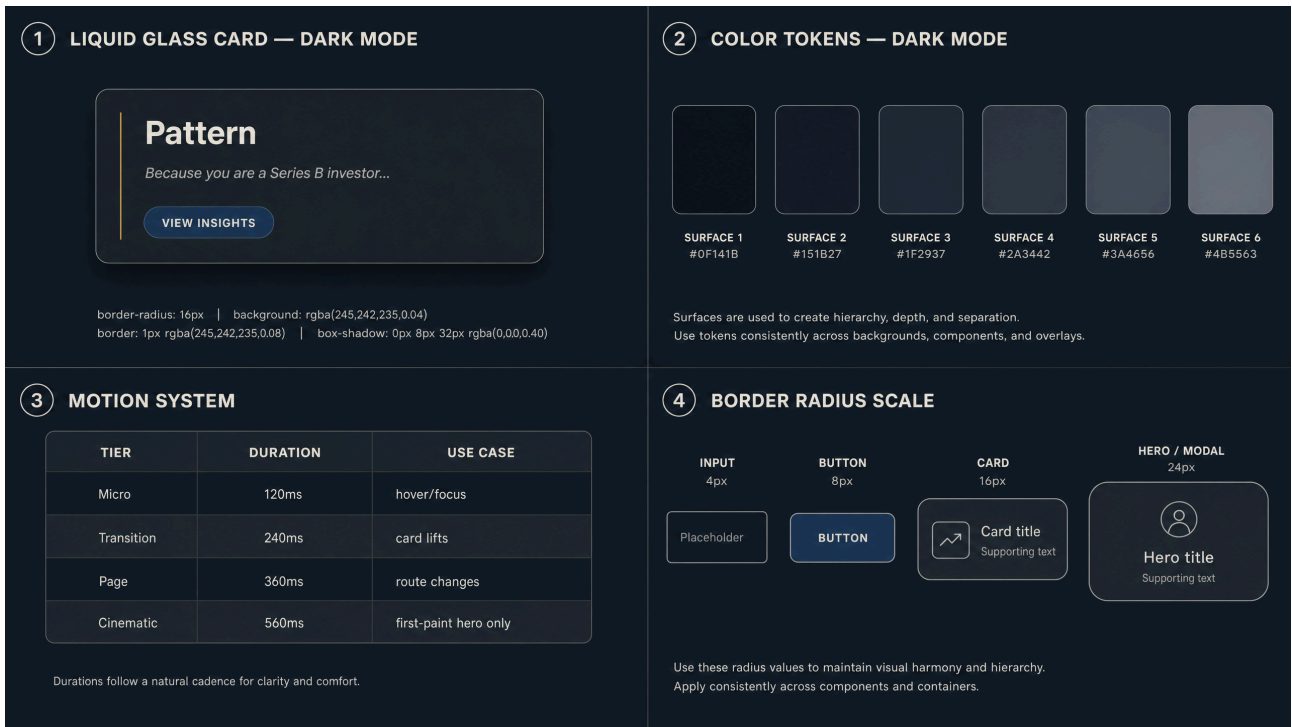 1 LIQUID GLASS CARD — DARK MODE
Pattern
Because you are a Series B investor...
VIEW INSIGHTS
border-radius: 16px | background: rgba(245,242,235,0.04)
border: 1px rgba(245,242,235,0.08) | box-shadow: 0px 8px 32px rgba(0,0,0,0.40)
2 COLOR TOKENS — DARK MODE
SURFACE 1 SURFACE 2 SURFACE 3 SURFACE 4 SURFACE 5 SURFACE 6
#0F141B #151B27 #1F2937 #2A3442 #3A4656 #4B5563
Surfaces are used to create hierarchy, depth, and separation.
Use tokens consistently across backgrounds, components, and overlays.
3 MOTION SYSTEM
TIER DURATION USE CASE
Micro 120ms hover/focus
Transition 240ms card lifts
Page 360ms route changes
Cinematic 560ms first-paint hero only
Durations follow a natural cadence for clarity and comfort.
4 BORDER RADIUS SCALE
INPUT BUTTON CARD HERO / MODAL
4px 8px 16px 24px
Placeholder
BUTTON
Card title
Supporting text
Hero title
Supporting text
Use these radius values to maintain visual harmony and hierarchy.
Apply consistently across components and containers.